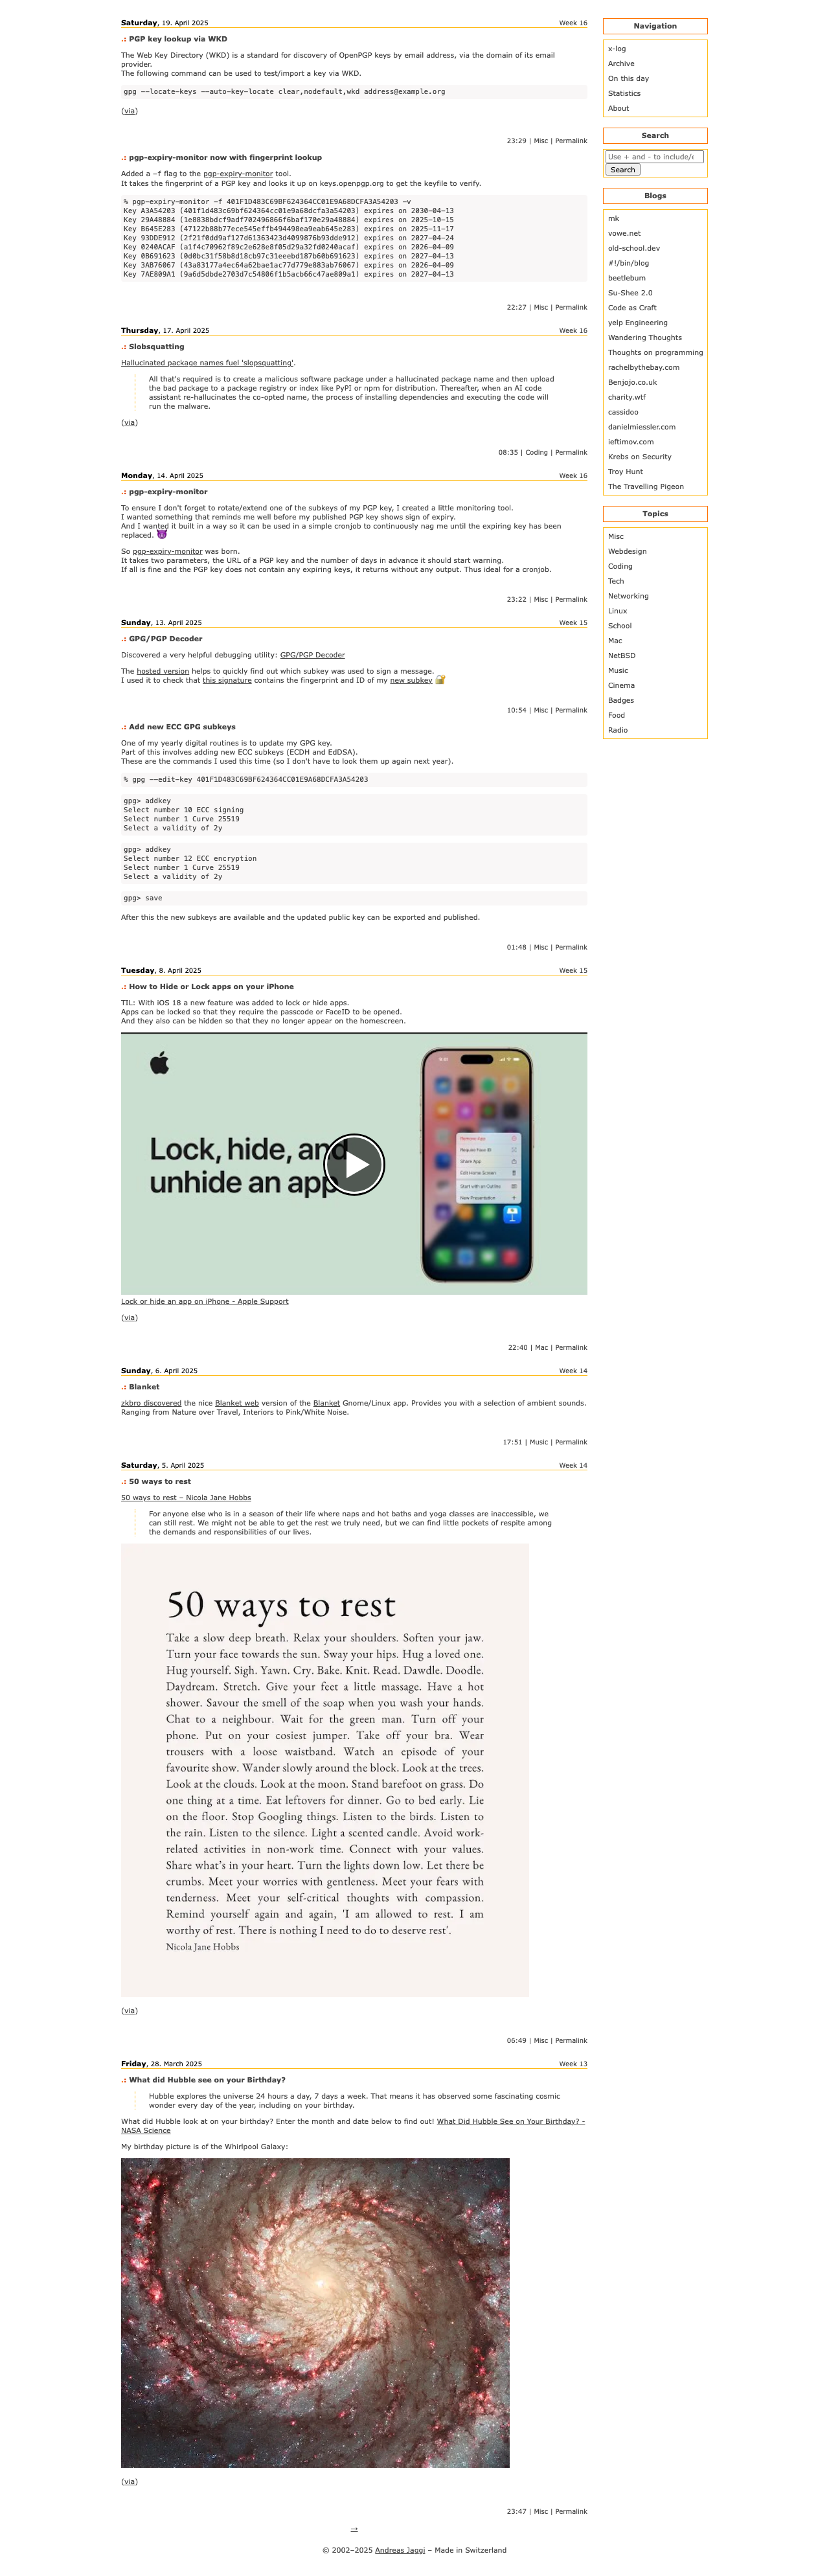 Saturday, 19. April 2025 Week 16
.: PGP key lookup via WKD
The Web Key Directory (WKD) is a standard for discovery of OpenPGP keys by email address, via the domain of its email
provider.
The following command can be used to test/import a key via WKD.
gpg --locate-keys --auto-key-locate clear,nodefault,wkd address@example.org
(via)
23:29 | Misc | Permalink
.: pgp-expiry-monitor now with fingerprint lookup
Added a -f flag to the pgp-expiry-monitor tool.
It takes the fingerprint of a PGP key and looks it up on keys.openpgp.org to get the keyfile to verify.
% pgp-expiry-monitor -f 401F1D483C69BF624364CC01E9A68DCFA3A54203 -v
Key A3A54203 (401f1d483c69bf624364cc01e9a68dcfa3a54203) expires on 2030-04-13
Key 29A48884 (1e8838bdcf9adf702496866f6baf170e29a48884) expires on 2025-10-15
Key B645E283 (47122b88b77ece545effb494498ea9eab645e283) expires on 2025-11-17
Key 93DDE912 (2f21f0dd9af127d61363423d4099876b93dde912) expires on 2027-04-24
Key 0240ACAF (a1f4c70962f89c2e628e8f05d29a32fd0240acaf) expires on 2026-04-09
Key 0B691623 (0d0bc31f58b8d18cb97c31eeebd187b60b691623) expires on 2027-04-13
Key 3AB76067 (43a83177a4ec64a62bae1ac77d779e883ab76067) expires on 2026-04-09
Key 7AE809A1 (9a6d5dbde2703d7c54806f1b5acb66c47ae809a1) expires on 2027-04-13
22:27 | Misc | Permalink
Thursday, 17. April 2025 Week 16
.: Slobsquatting
Hallucinated package names fuel 'slopsquatting'.
All that's required is to create a malicious software package under a hallucinated package name and then upload
the bad package to a package registry or index like PyPI or npm for distribution. Thereafter, when an AI code
assistant re-hallucinates the co-opted name, the process of installing dependencies and executing the code will
run the malware.
(via)
08:35 | Coding | Permalink
Monday, 14. April 2025 Week 16
.: pgp-expiry-monitor
To ensure I don't forget to rotate/extend one of the subkeys of my PGP key, I created a little monitoring tool.
I wanted something that reminds me well before my published PGP key shows sign of expiry.
And I wanted it built in a way so it can be used in a simple cronjob to continously nag me until the expiring key has been
replaced. 😈
So pgp-expiry-monitor was born.
It takes two parameters, the URL of a PGP key and the number of days in advance it should start warning.
If all is fine and the PGP key does not contain any expiring keys, it returns without any output. Thus ideal for a cronjob.
23:22 | Misc | Permalink
Sunday, 13. April 2025 Week 15
.: GPG/PGP Decoder
Discovered a very helpful debugging utility: GPG/PGP Decoder
The hosted version helps to quickly find out which subkey was used to sign a message.
I used it to check that this signature contains the fingerprint and ID of my new subkey 🔏
10:54 | Misc | Permalink
.: Add new ECC GPG subkeys
One of my yearly digital routines is to update my GPG key.
Part of this involves adding new ECC subkeys (ECDH and EdDSA).
These are the commands I used this time (so I don't have to look them up again next year).
% gpg --edit-key 401F1D483C69BF624364CC01E9A68DCFA3A54203
gpg> addkey
Select number 10 ECC signing
Select number 1 Curve 25519
Select a validity of 2y
gpg> addkey
Select number 12 ECC encryption
Select number 1 Curve 25519
Select a validity of 2y
gpg> save
After this the new subkeys are available and the updated public key can be exported and published.
01:48 | Misc | Permalink
Tuesday, 8. April 2025 Week 15
.: How to Hide or Lock apps on your iPhone
TIL: With iOS 18 a new feature was added to lock or hide apps.
Apps can be locked so that they require the passcode or FaceID to be opened.
And they also can be hidden so that they no longer appear on the homescreen.
Lock, hide, and
unhide an app
Remove App
Require Face ID
Share App
Edit Home Screen
Start with an Outline
New Presentation
Lock or hide an app on iPhone - Apple Support
(via)
22:40 | Mac | Permalink
Sunday, 6. April 2025 Week 14
.: Blanket
zkbro discovered the nice Blanket web version of the Blanket Gnome/Linux app. Provides you with a selection of ambient sounds.
Ranging from Nature over Travel, Interiors to Pink/White Noise.
17:51 | Music | Permalink
Saturday, 5. April 2025 Week 14
.: 50 ways to rest
50 ways to rest – Nicola Jane Hobbs
For anyone else who is in a season of their life where naps and hot baths and yoga classes are inaccessible, we
can still rest. We might not be able to get the rest we truly need, but we can find little pockets of respite among
the demands and responsibilities of our lives.
50 ways to rest
Take a slow deep breath. Relax your shoulders. Soften your jaw.
Turn your face towards the sun. Sway your hips. Hug a loved one.
Hug yourself. Sigh. Yawn. Cry. Bake. Knit. Read. Dawdle. Doodle.
Daydream. Stretch. Give your feet a little massage. Have a hot
shower. Savour the smell of the soap when you wash your hands.
Chat to a neighbour. Wait for the green man. Turn off your
phone. Put on your cosiest jumper. Take off your bra. Wear
trousers with a loose waistband. Watch an episode of your
favourite show. Wander slowly around the block. Look at the trees.
Look at the clouds. Look at the moon. Stand barefoot on grass. Do
one thing at a time. Eat leftovers for dinner. Go to bed early. Lie
on the floor. Stop Googling things. Listen to the birds. Listen to
the rain. Listen to the silence. Light a scented candle. Avoid work-
related activities in non-work time. Connect with your values.
Share what's in your heart. Turn the lights down low. Let there be
crumbs. Meet your worries with gentleness. Meet your fears with
tenderness. Meet your self-critical thoughts with compassion.
Remind yourself again and again, 'I am allowed to rest. I am
worthy of rest. There is nothing I need to do to deserve rest'.
Nicola Jane Hobbs
(via)
06:49 | Misc | Permalink
Friday, 28. March 2025 Week 13
.: What did Hubble see on your Birthday?
Hubble explores the universe 24 hours a day, 7 days a week. That means it has observed some fascinating cosmic
wonder every day of the year, including on your birthday.
What did Hubble look at on your birthday? Enter the month and date below to find out! What Did Hubble See on Your Birthday? -
NASA Science
My birthday picture is of the Whirlpool Galaxy:
(via)
23:47 | Misc | Permalink
→
© 2002–2025 Andreas Jaggi – Made in Switzerland
Navigation
x-log
Archive
On this day
Statistics
About
Search
Use + and - to include/e
Search
Blogs
mk
vowe.net
old-school.dev
#!/bin/blog
beetlebum
Su-Shee 2.0
Code as Craft
yelp Engineering
Wandering Thoughts
Thoughts on programming
rachelbythebay.com
Benjojo.co.uk
charity.wtf
cassidoo
danielmiessler.com
ieftimov.com
Krebs on Security
Troy Hunt
The Travelling Pigeon
Topics
Misc
Webdesign
Coding
Tech
Networking
Linux
School
Mac
NetBSD
Music
Cinema
Badges
Food
Radio